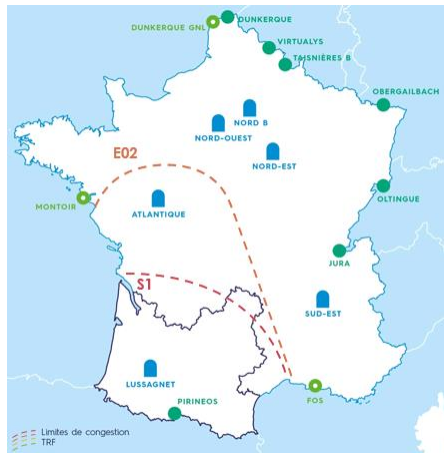 DUNKERQUE GNL
DUNKERQUE
VIRTUALYS
TAISNIÈRES B
OBERGAILBACH
NORD B
NORD-OUEST
E02
NORD-EST
OLTINGUE
MONTOIR
ATLANTIQUE
JURA
S1
SUD-EST
LUSSAGNET
PIRINEOS
FOS
Limites de congestion
TRF